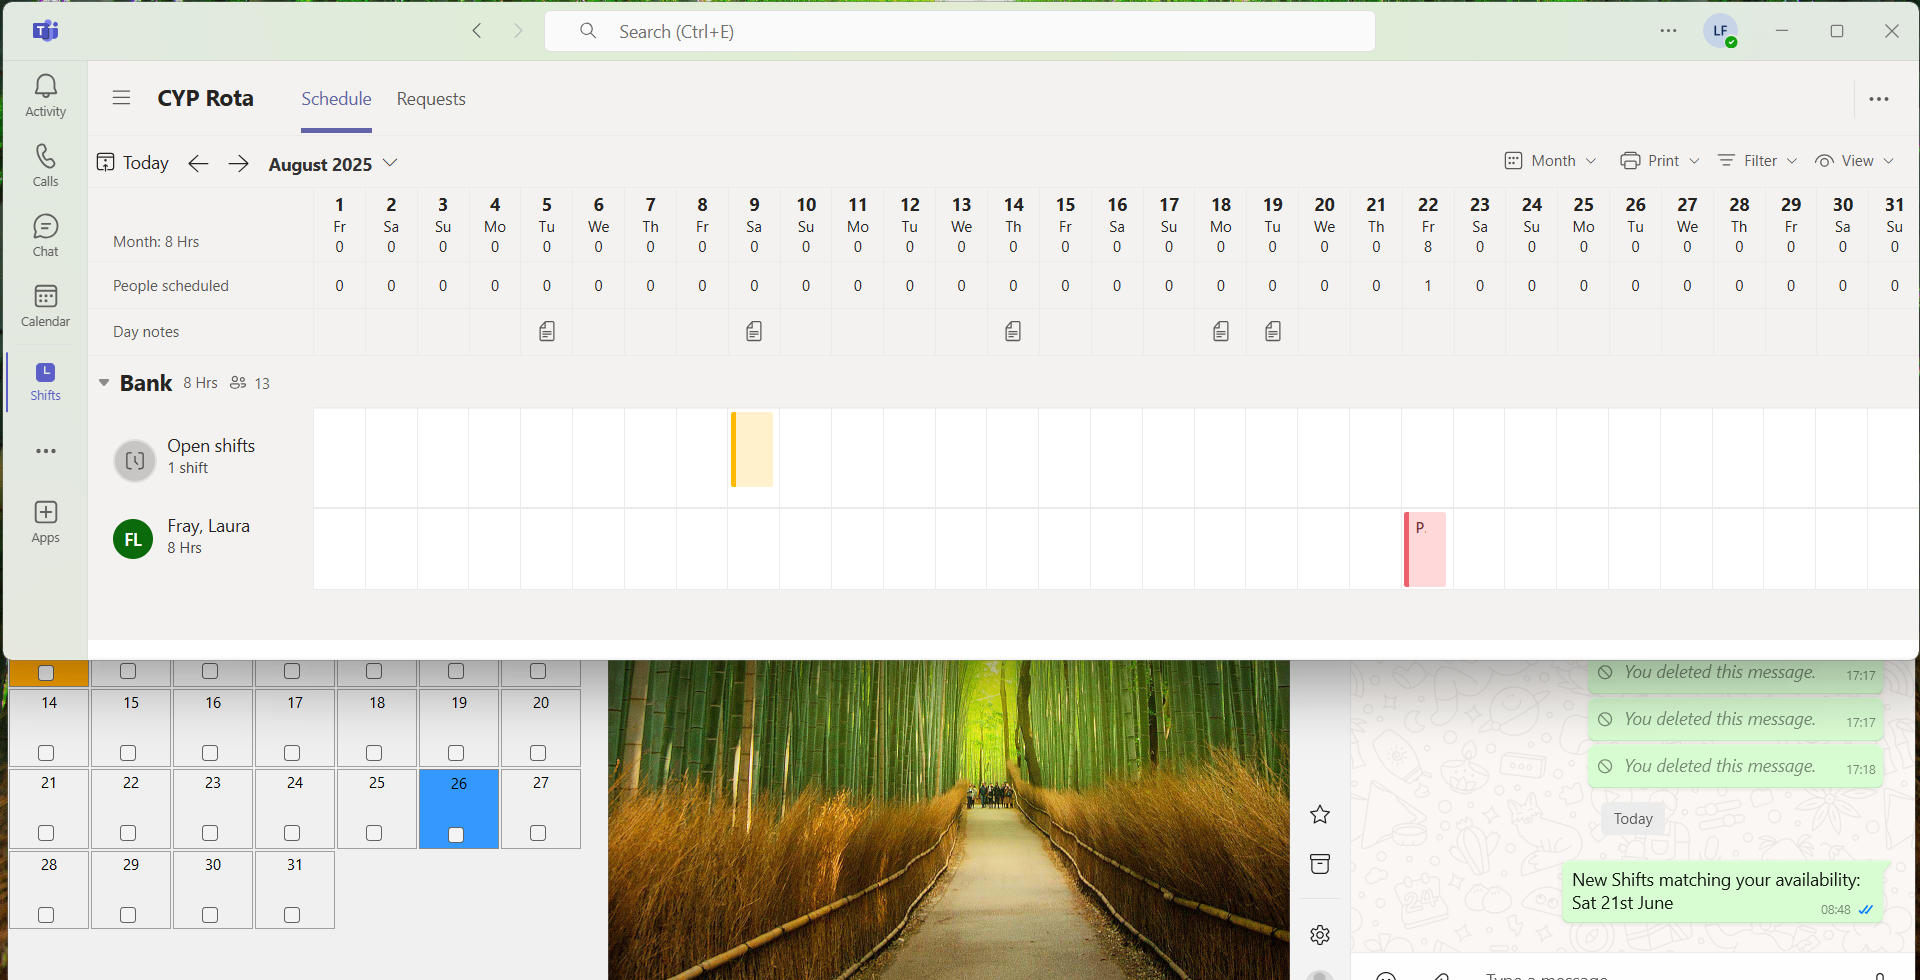 Search (Ctrl+E)
LF
Activity
Calls
Chat
Calendar
Shifts
Apps
CYP Rota
Schedule
Requests
Today
August 2025
Month
Print
Filter
View
1 2 3 4 5 6 7 8 9 10 11 12 13 14 15 16 17 18 19 20 21 22 23 24 25 26 27 28 29 30 31
Fr Sa Su Mo Tu We Th Fr Sa Su Mo Tu We Th Fr Sa Su Mo Tu We Th Fr Sa Su Mo Tu We Th Fr Sa Su
Month: 8 Hrs 0 0 0 0 0 0 0 0 0 0 0 0 0 0 0 0 0 0 0 0 0 8 0 0 0 0 0 0 0 0 0
People scheduled 0 0 0 0 0 0 0 0 0 0 0 0 0 0 0 0 0 0 0 0 0 1 0 0 0 0 0 0 0 0 0
Day notes
Bank 8 Hrs 13
Open shifts
1 shift
FL
Fray, Laura
8 Hrs
P
14 15 16 17 18 19 20
21 22 23 24 25 26 27
28 29 30 31
You deleted this message. 17:17
You deleted this message. 17:17
You deleted this message. 17:18
Today
New Shifts matching your availability:
Sat 21st June
08:48
Type a message